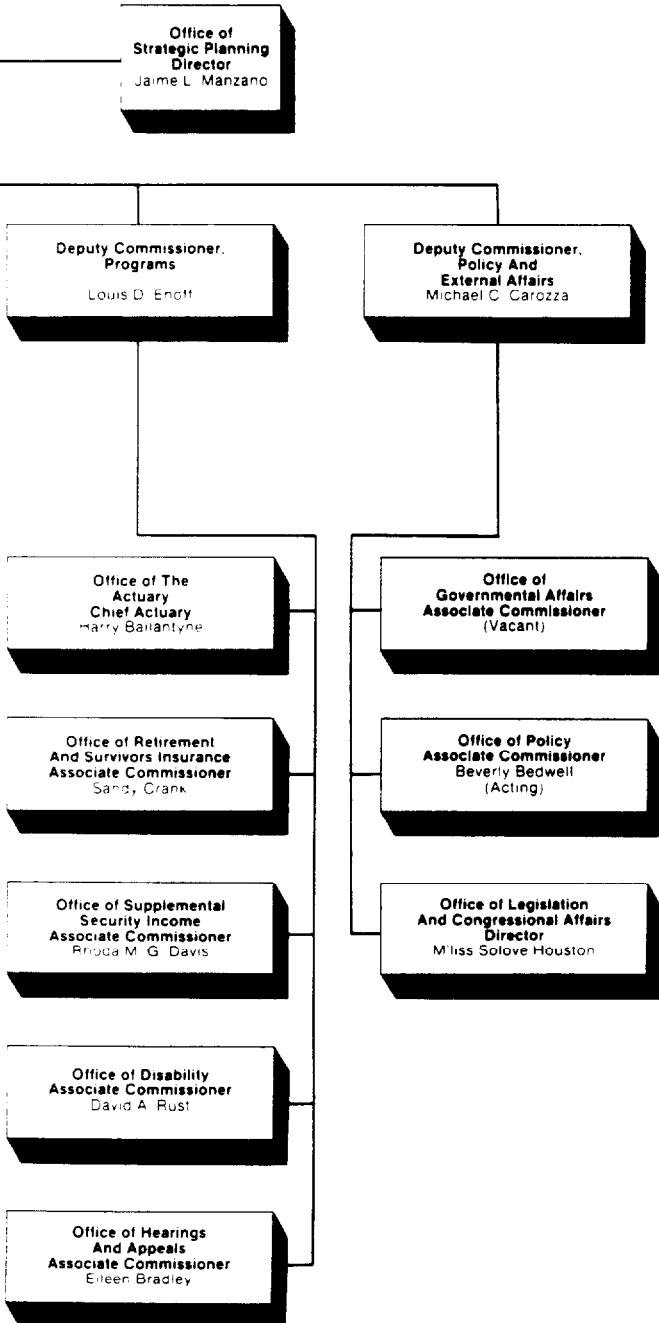 Office of
Strategic Planning
Director
Jaime L. Manzano
Deputy Commissioner,
Programs
Louis D. Enoff
Deputy Commissioner,
Policy And
External Affairs
Michael C. Carozza
Office of The
Actuary
Chief Actuary
Harry Ballantyne
Office of Retirement
And Survivors Insurance
Associate Commissioner
Sandy Crank
Office of Supplemental
Security Income
Associate Commissioner
Rhoda M. G. Davis
Office of Disability
Associate Commissioner
David A. Rust
Office of Hearings
And Appeals
Associate Commissioner
Eileen Bradley
Office of
Governmental Affairs
Associate Commissioner
(Vacant)
Office of Policy
Associate Commissioner
Beverly Bedwell
(Acting)
Office of Legislation
And Congressional Affairs
Director
M'liss Solove Houston